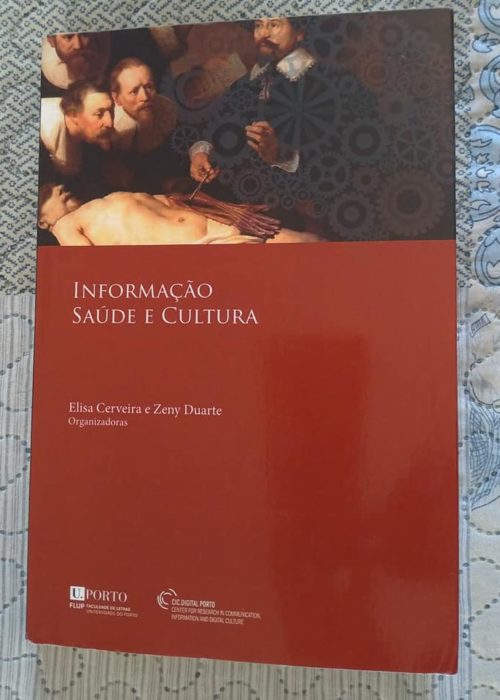 INFORMAÇÃO
SAÚDE E CULTURA
Elisa Cerveira e Zeny Duarte
Organizadoras
U. PORTO
FLUP FACULDADE DE LETRAS
UNIVERSIDADE DO PORTO
CIC.DIGITAL PORTO
CENTER FOR RESEARCH IN COMMUNICATION,
INFORMATION AND DIGITAL CULTURE